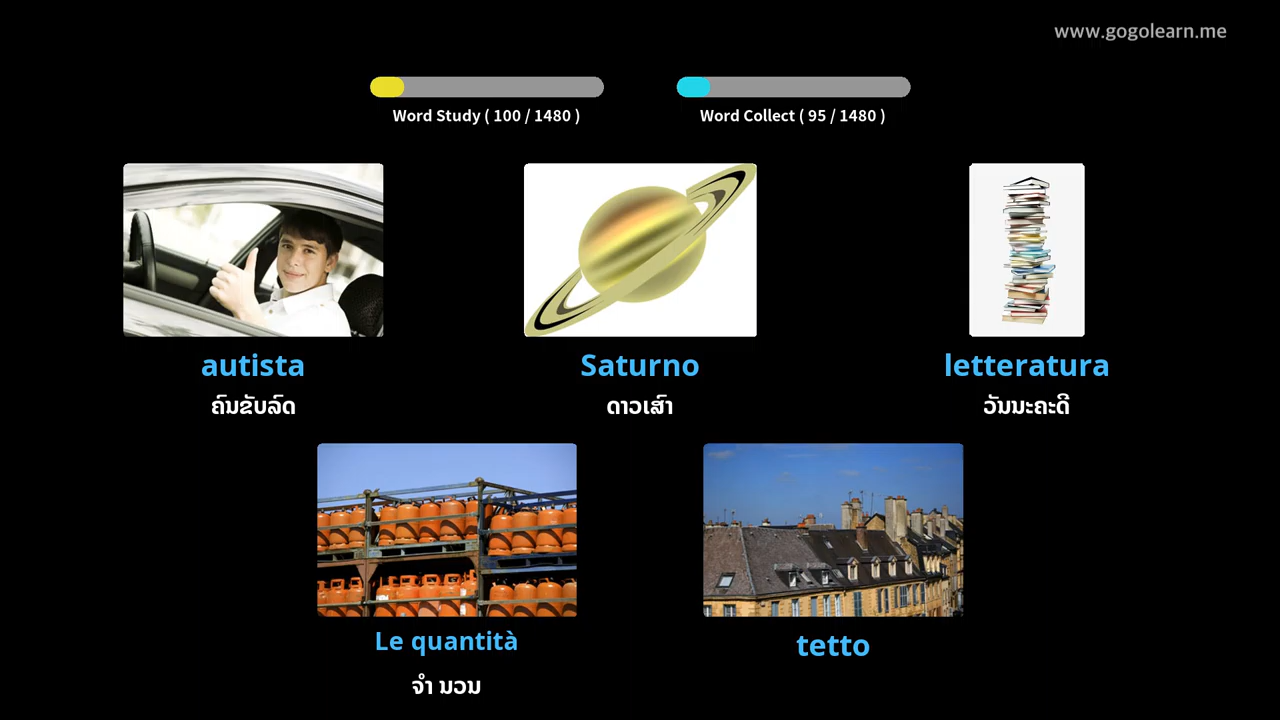 www.gogolearn.me
Word Study ( 100 / 1480 )
Word Collect ( 95 / 1480 )
autista
ຄົນຂັບລົດ
Saturno
ດາວເສົາ
letteratura
ວັນນະຄະດີ
Le quantità
ຈຳ ນວນ
tetto